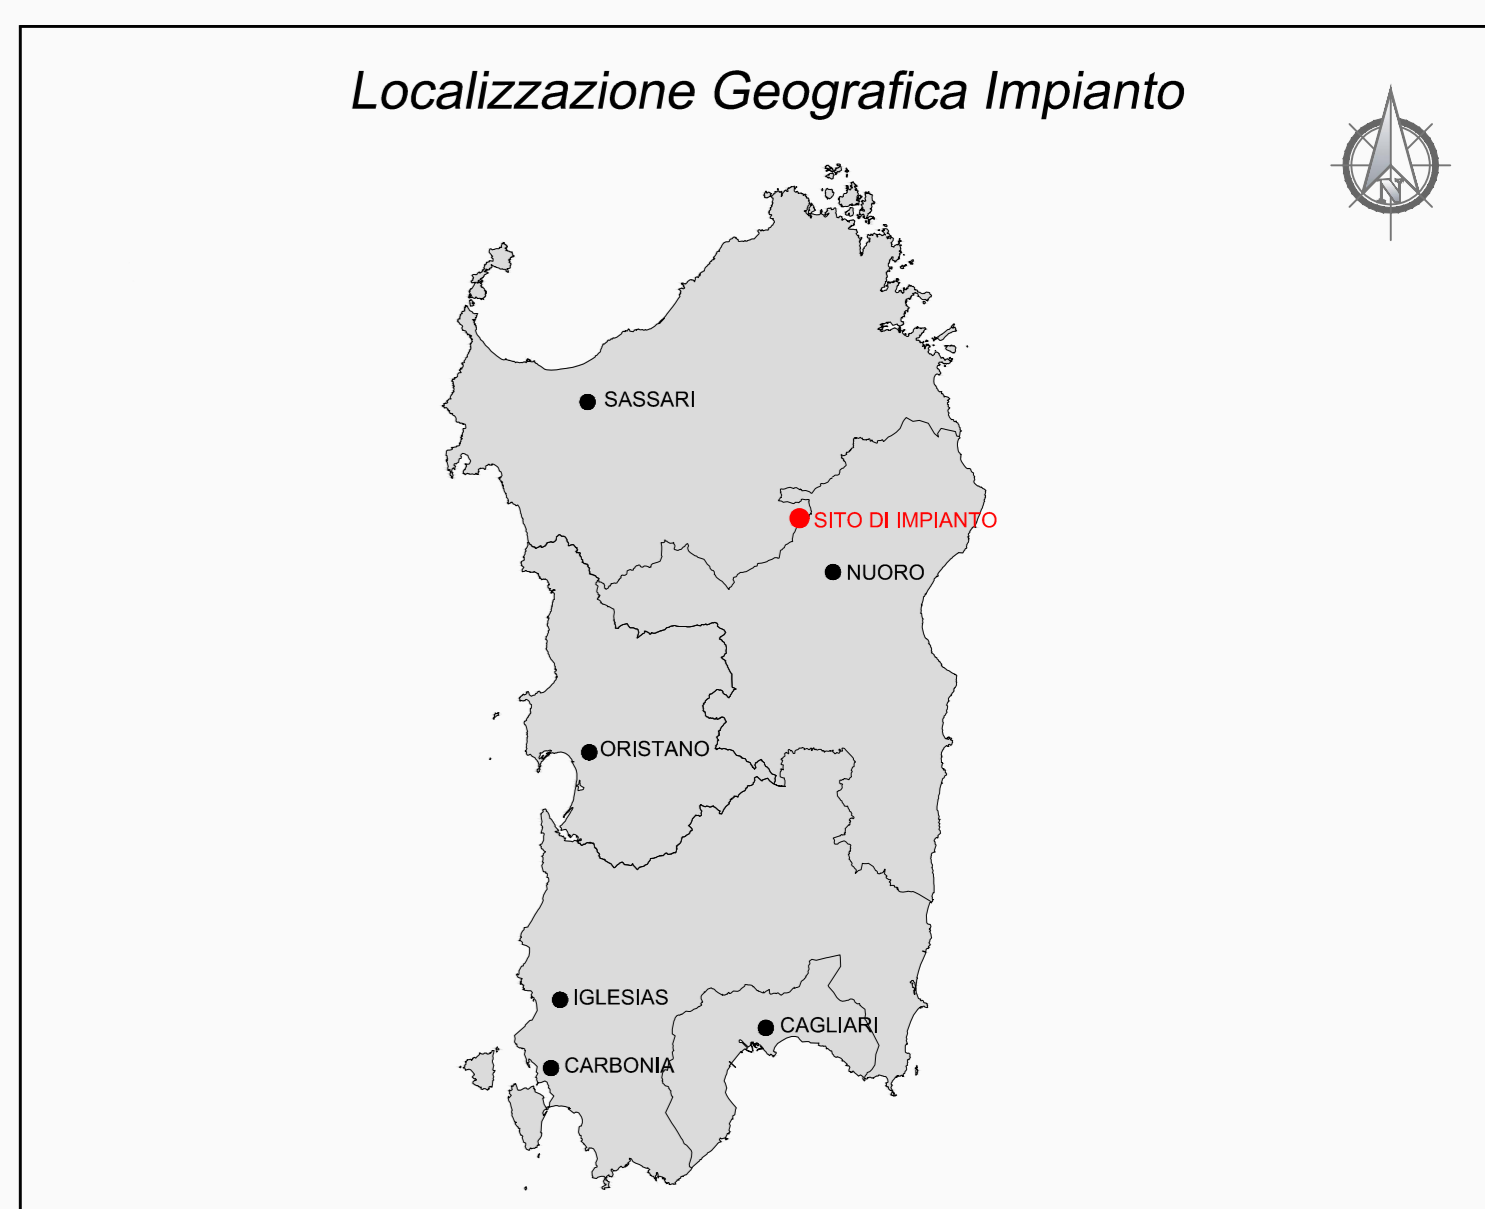 Localizzazione Geografica Impianto
N
SASSARI
SITO DI IMPIANTO
NUORO
ORISTANO
IGLESIAS
CAGLIARI
CARBONIA